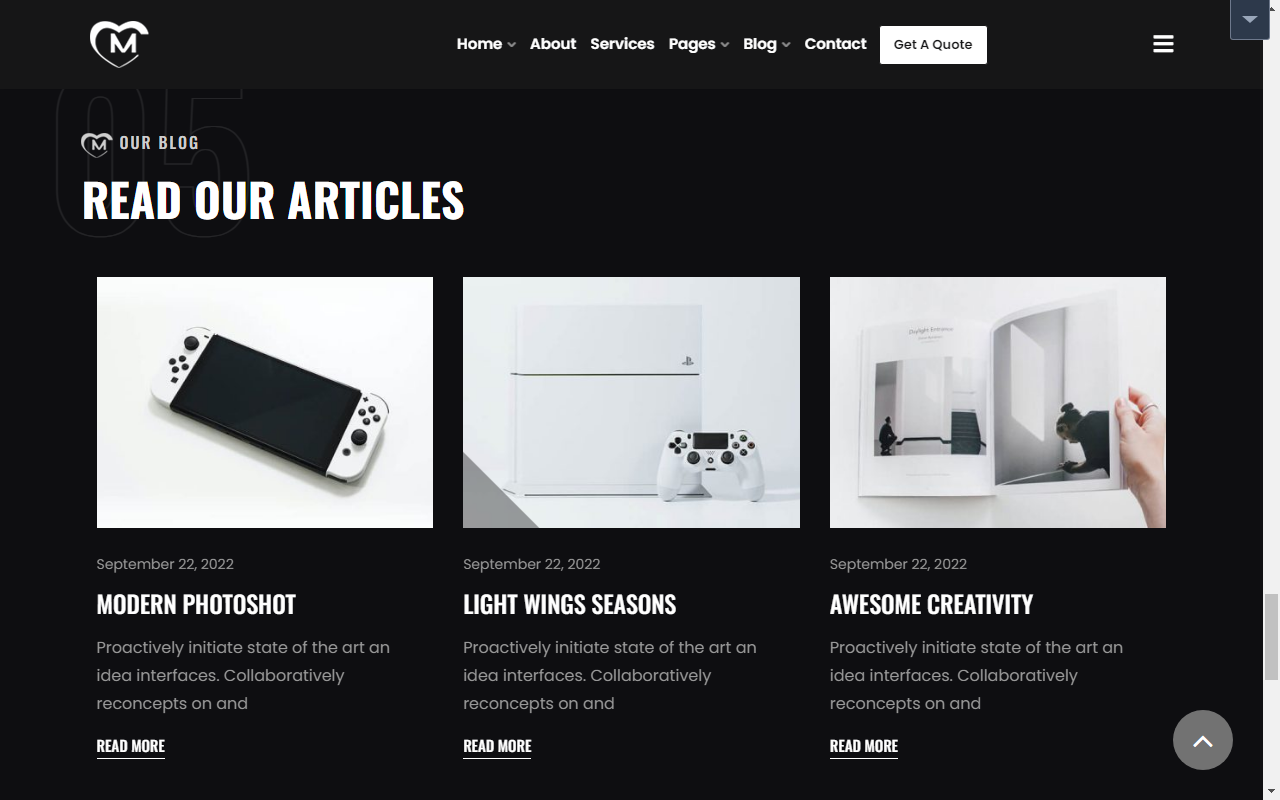 M
Home About Services Pages Blog Contact Get A Quote
05
M OUR BLOG
READ OUR ARTICLES
Daylight Entrance
September 22, 2022
MODERN PHOTOSHOT
Proactively initiate state of the art an
idea interfaces. Collaboratively
reconcepts on and
READ MORE
September 22, 2022
LIGHT WINGS SEASONS
Proactively initiate state of the art an
idea interfaces. Collaboratively
reconcepts on and
READ MORE
September 22, 2022
AWESOME CREATIVITY
Proactively initiate state of the art an
idea interfaces. Collaboratively
reconcepts on and
READ MORE